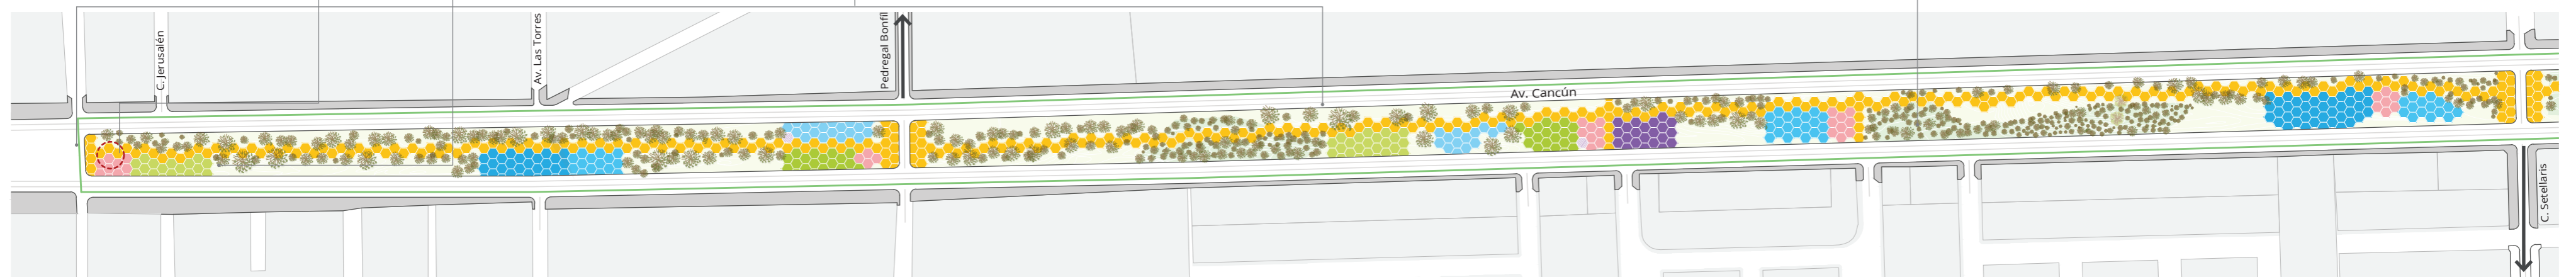 C. Jerusalén
Av. Las Torres
Pedregal Bonfil
Av. Cancún
C. Setellaris